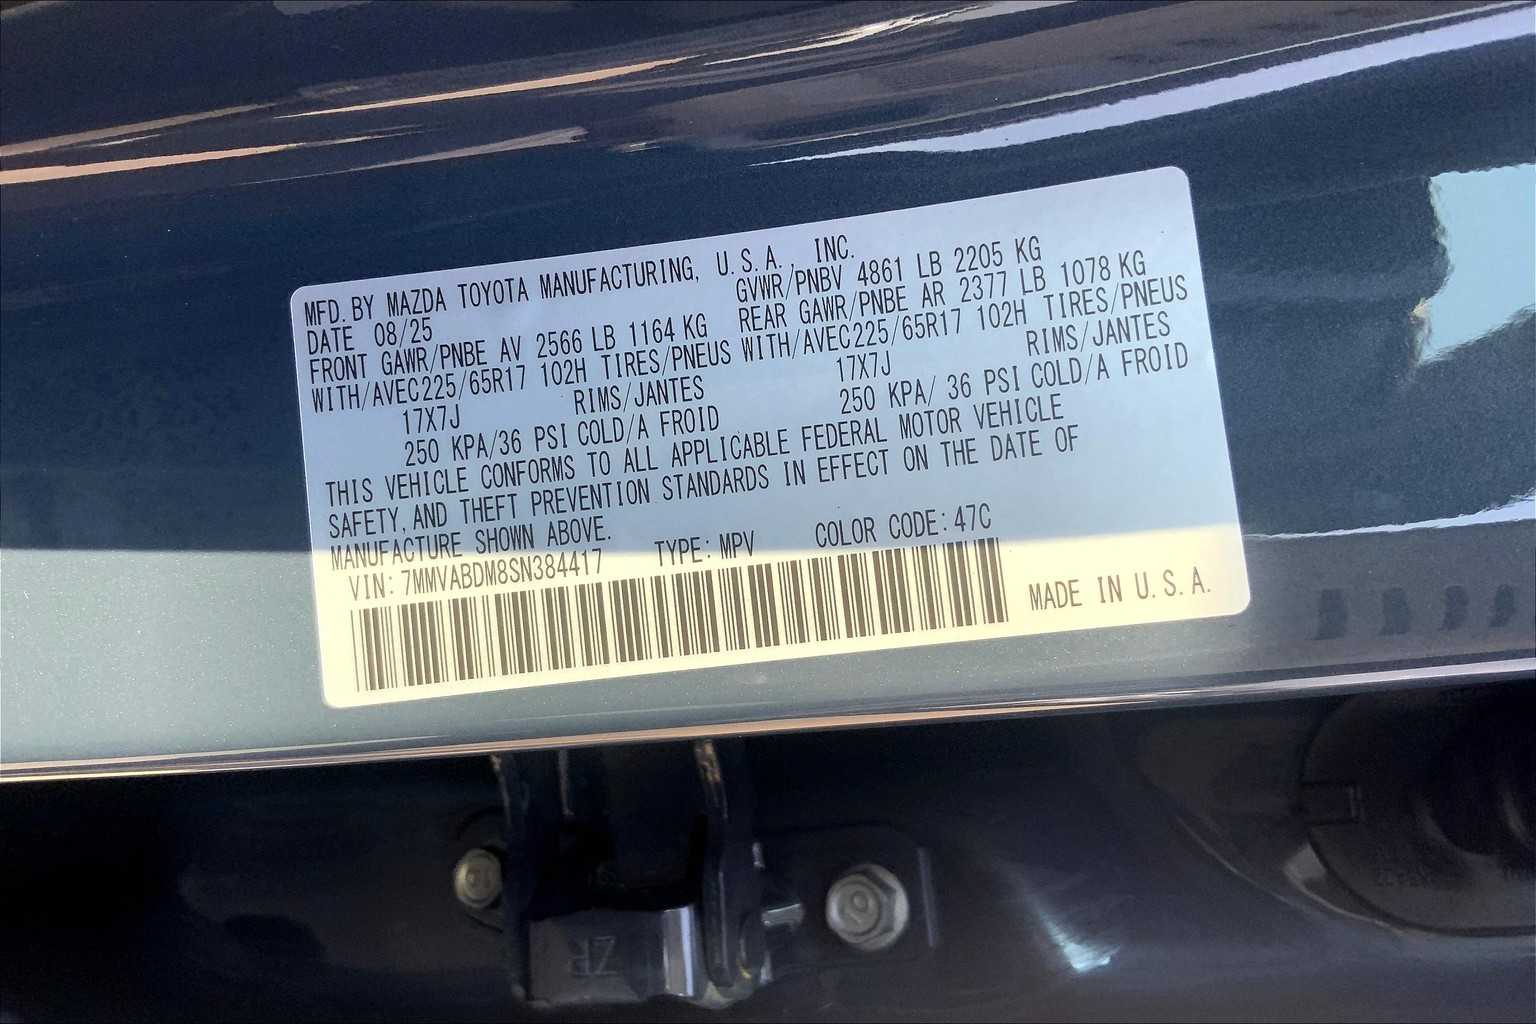 MFD. BY MAZDA TOYOTA MANUFACTURING, U.S.A., INC.
DATE 08/25 GVWR/PNBV 4861 LB 2205 KG
FRONT GAWR/PNBE AV 2566 LB 1164 KG REAR GAWR/PNBE AR 2377 LB 1078 KG
WITH/AVEC225/65R17 102H TIRES/PNEUS WITH/AVEC225/65R17 102H TIRES/PNEUS
17X7J RIMS/JANTES 17X7J RIMS/JANTES
250 KPA/36 PSI COLD/A FROID 250 KPA/ 36 PSI COLD/A FROID
THIS VEHICLE CONFORMS TO ALL APPLICABLE FEDERAL MOTOR VEHICLE
SAFETY, AND THEFT PREVENTION STANDARDS IN EFFECT ON THE DATE OF
MANUFACTURE SHOWN ABOVE.
VIN: 7MMVABDM8SN384417 TYPE: MPV COLOR CODE: 47C
MADE IN U.S.A.
10
ZR